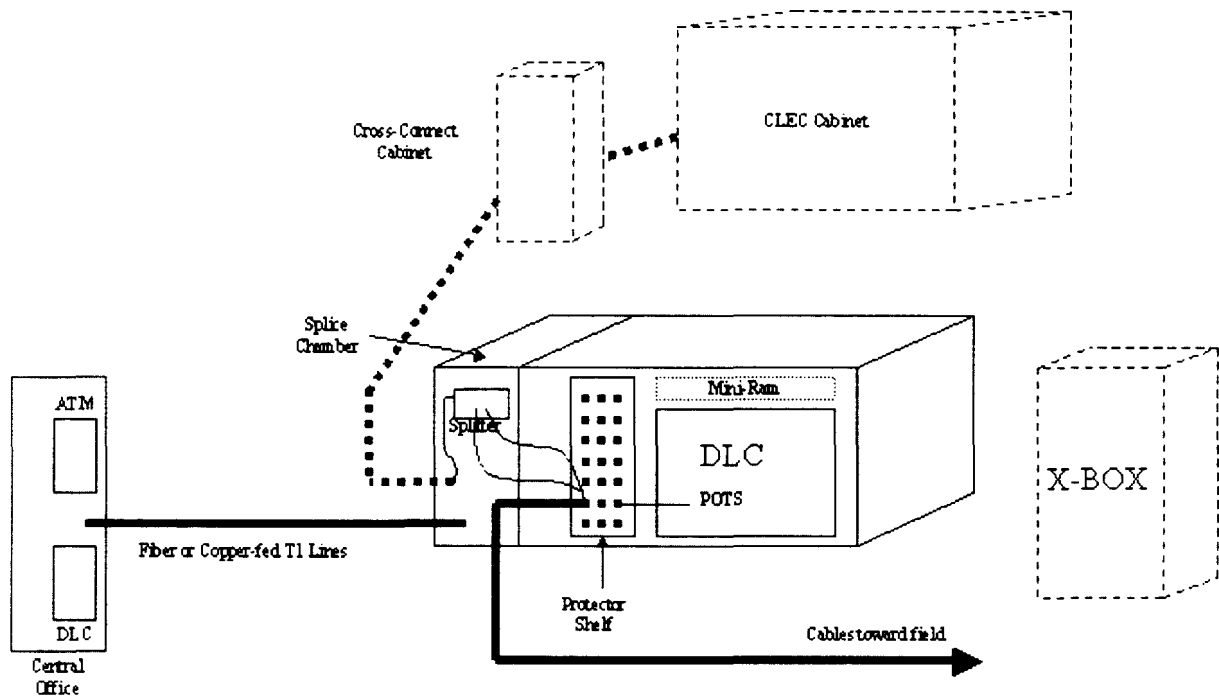 Cross-Connect
Cabinet
CLEC Cabinet
Splice
Chamber
ATM
Splitter
Mini-Ram
DLC
POTS
X-BOX
Fiber or Copper-fed T1 Lines
DLC
Central
Office
Protector
Shelf
Cables toward field